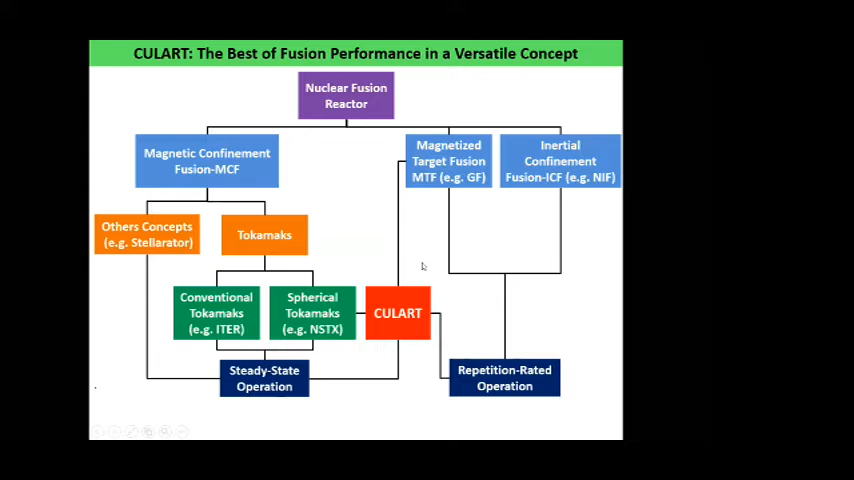 CULART: The Best of Fusion Performance in a Versatile Concept
Nuclear Fusion
Reactor
Magnetic Confinement
Fusion-MCF
Magnetized
Target Fusion
MTF (e.g. GF)
Inertial
Confinement
Fusion-ICF (e.g. NIF)
Others Concepts
(e.g. Stellarator)
Tokamaks
Conventional
Tokamaks
(e.g. ITER)
Spherical
Tokamaks
(e.g. NSTX)
CULART
Steady-State
Operation
Repetition-Rated
Operation